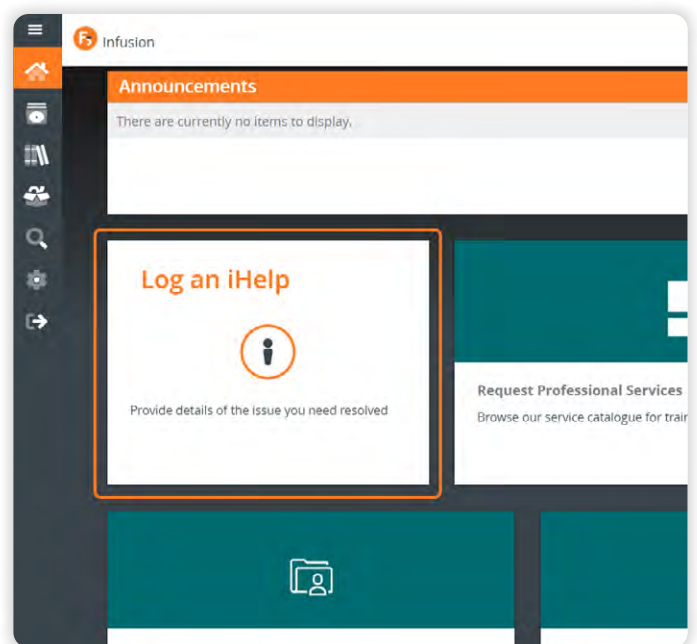 Infusion
Announcements
There are currently no items to display.
Log an iHelp
Provide details of the issue you need resolved
Request Professional Services
Browse our service catalogue for